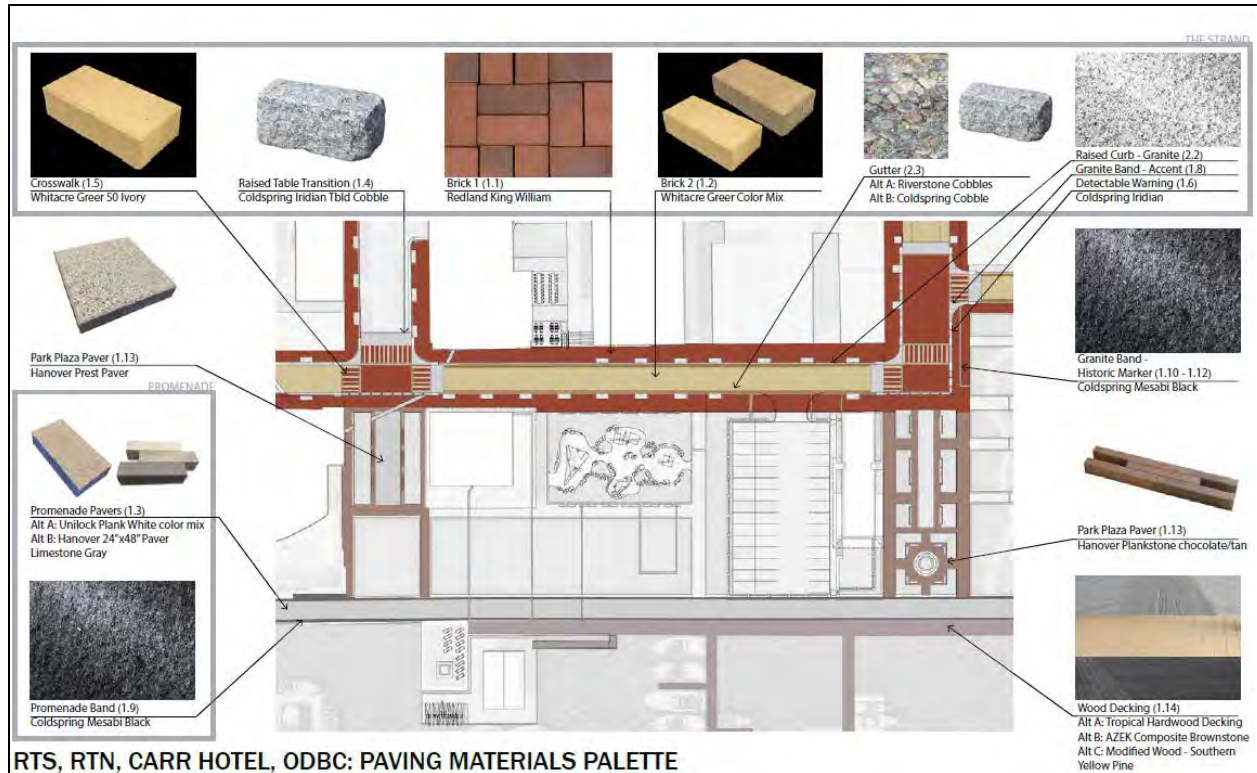 THE STRAND
Crosswalk (1.5)
Whitacre Greer 50 Ivory
Raised Table Transition (1.4)
Coldspring Iridian Tbld Cobble
Brick 1 (1.1)
Redland King William
Brick 2 (1.2)
Whitacre Greer Color Mix
Gutter (2.3)
Alt A: Riverstone Cobbles
Alt B: Coldspring Cobble
Raised Curb - Granite (2.2)
Granite Band - Accent (1.8)
Detectable Warning (1.6)
Coldspring Iridian
Park Plaza Paver (1.13)
Hanover Prest Paver
Granite Band -
Historic Marker (1.10 - 1.12)
Coldspring Mesabi Black
PROMENADE
Promenade Pavers (1.3)
Alt A: Unilock Plank White color mix
Alt B: Hanover 24"x48" Paver
Limestone Gray
Park Plaza Paver (1.13)
Hanover Plankstone chocolate/tan
Promenade Band (1.9)
Coldspring Mesabi Black
Wood Decking (1.14)
Alt A: Tropical Hardwood Decking
Alt B: AZEK Composite Brownstone
Alt C: Modified Wood - Southern
Yellow Pine
RTS, RTN, CARR HOTEL, ODBC: PAVING MATERIALS PALETTE